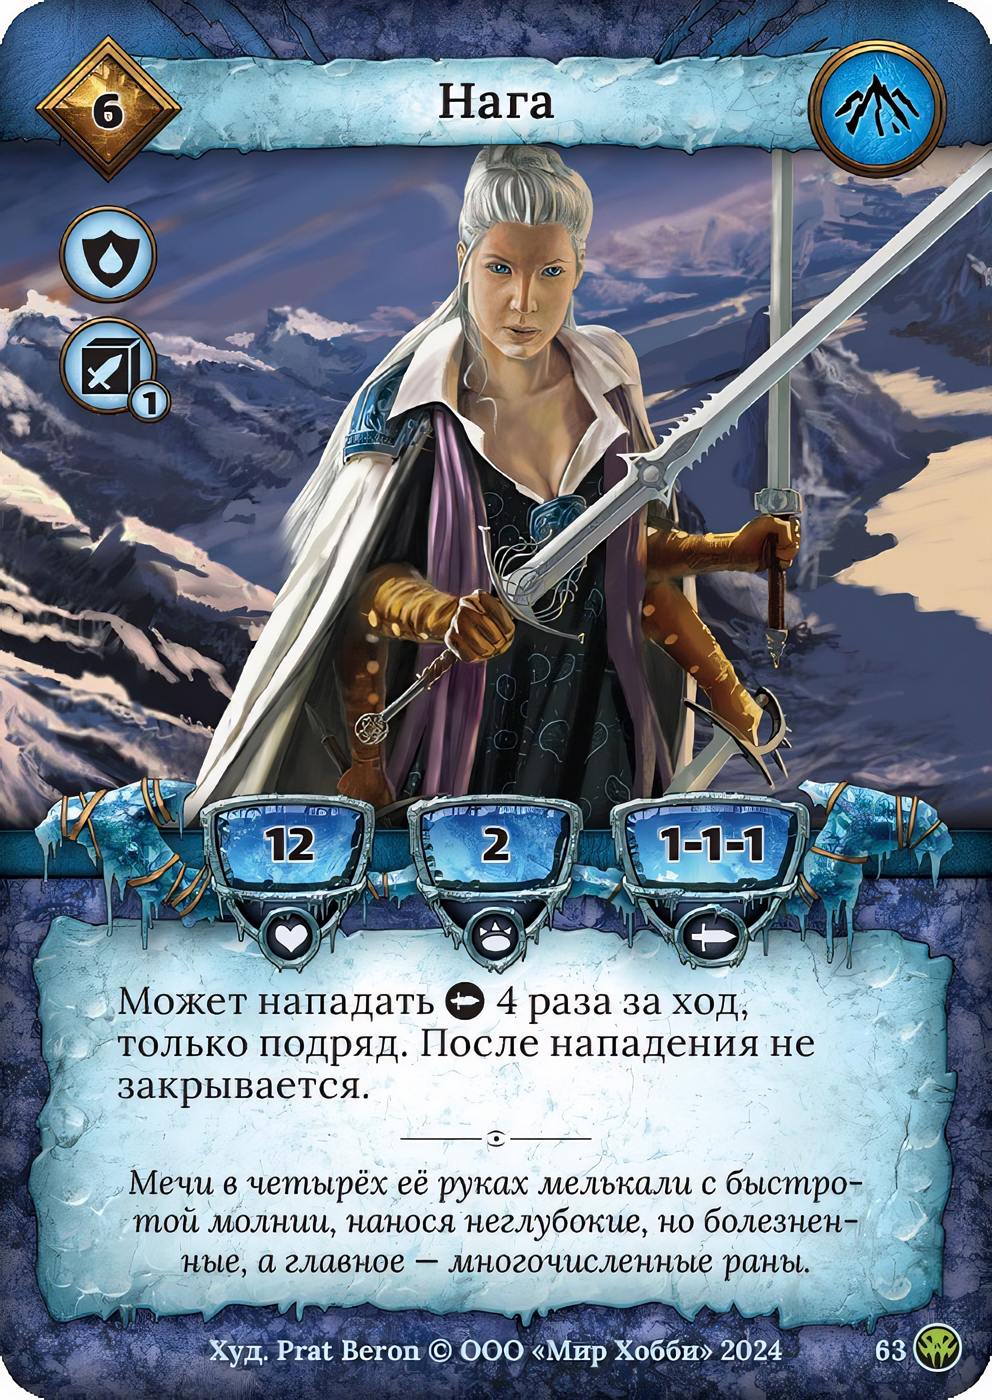 6
Нага
1
12
2
1-1-1
Может нападать 4 раза за ход,
только подряд. После нападения не
закрывается.
Мечи в четырёх её руках мелькали с быстро-
той молнии, нанося неглубокие, но болезнен-
ные, а главное — многочисленные раны.
Худ. Prat Beron © ООО «Мир Хобби» 2024
63